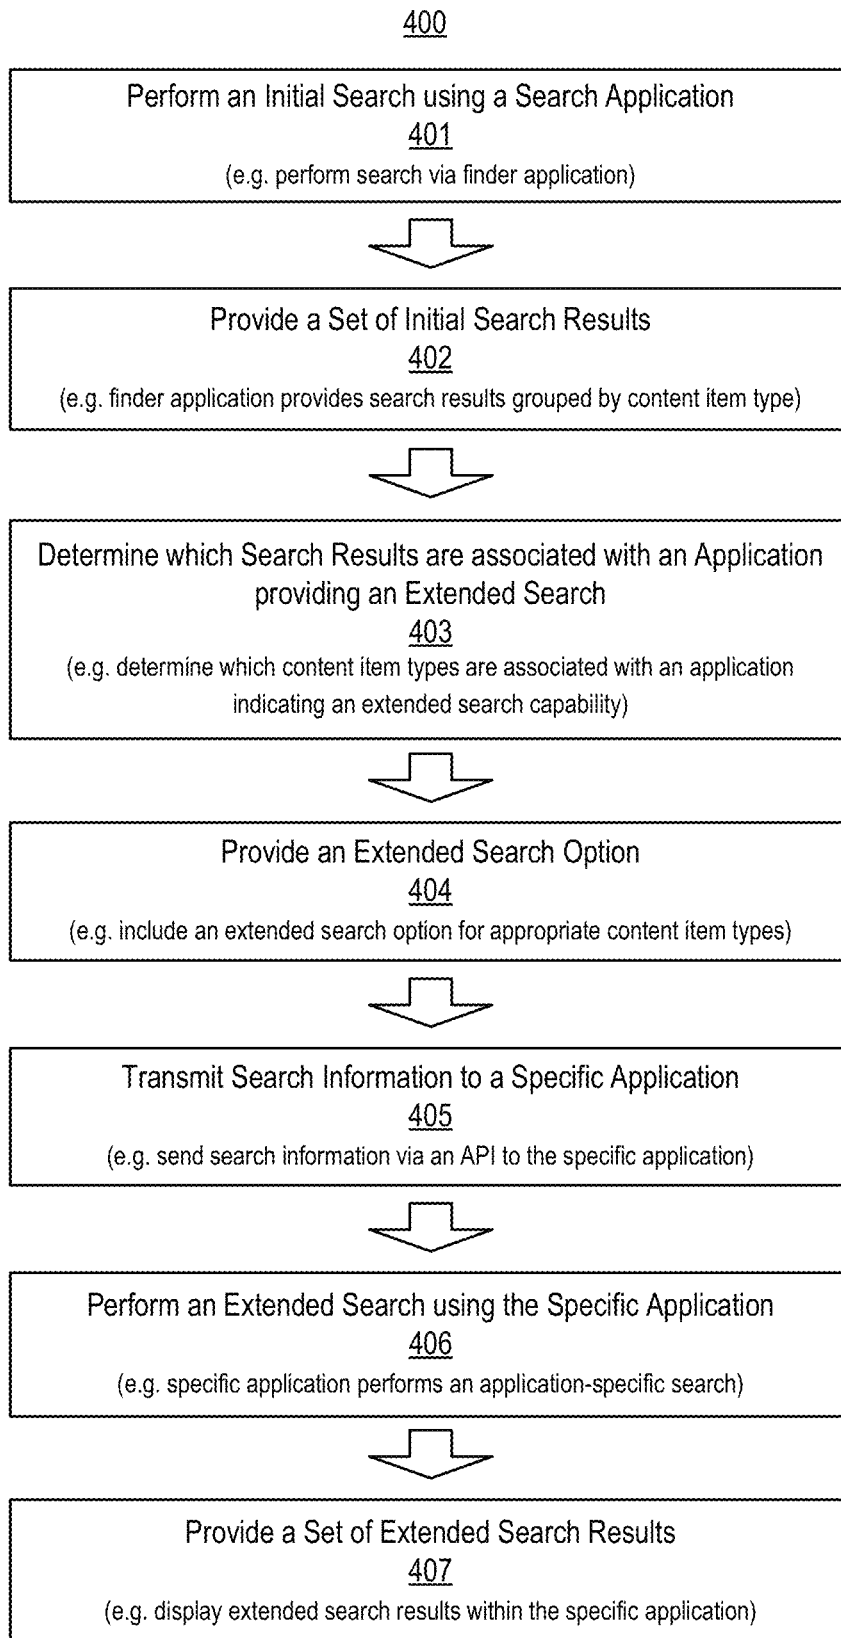 400
Perform an Initial Search using a Search Application
401
(e.g. perform search via finder application)
Provide a Set of Initial Search Results
402
(e.g. finder application provides search results grouped by content item type)
Determine which Search Results are associated with an Application
providing an Extended Search
403
(e.g. determine which content item types are associated with an application
indicating an extended search capability)
Provide an Extended Search Option
404
(e.g. include an extended search option for appropriate content item types)
Transmit Search Information to a Specific Application
405
(e.g. send search information via an API to the specific application)
Perform an Extended Search using the Specific Application
406
(e.g. specific application performs an application-specific search)
Provide a Set of Extended Search Results
407
(e.g. display extended search results within the specific application)